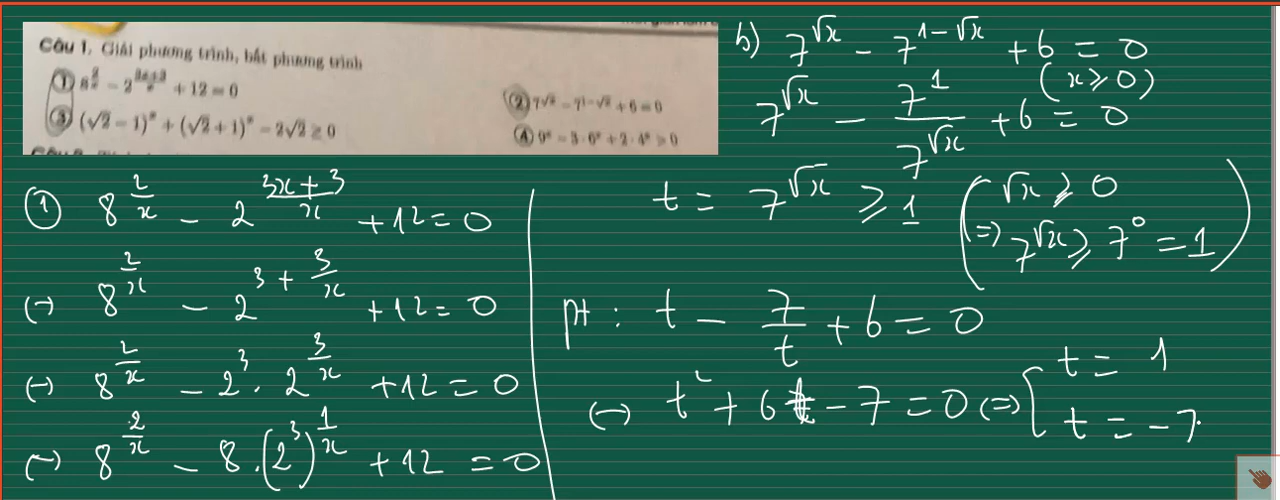 Câu 1. Giải phương trình, bất phương trình
① 8^{2/x} − 2^{(3x+3)/x} + 12 = 0
② 7^{√x} − 7^{1−√x} + 6 = 0
③ (√2 − 1)^x + (√2 + 1)^x − 2√2 ≥ 0
④ 9^x − 3 · 6^x + 2 · 4^x > 0
① 8^{2/x} − 2^{(3x+3)/x} + 12 = 0
(=) 8^{2/x} − 2^{3 + 3/x} + 12 = 0
(=) 8^{2/x} − 2^3 . 2^{3/x} + 12 = 0
(=) 8^{2/x} − 8 . (2^3)^{1/x} + 12 = 0
b) 7^{√x} − 7^{1−√x} + 6 = 0
(x ≥ 0)
7^{√x} − 7^1/7^{√x} + 6 = 0
t = 7^{√x} ≥ 1 (√x ≥ 0
(=) 7^{√x} ≥ 7^0 = 1)
pt : t − 7/t + 6 = 0
(=) t^2 + 6t − 7 = 0 (=) [ t = 1
t = −7.